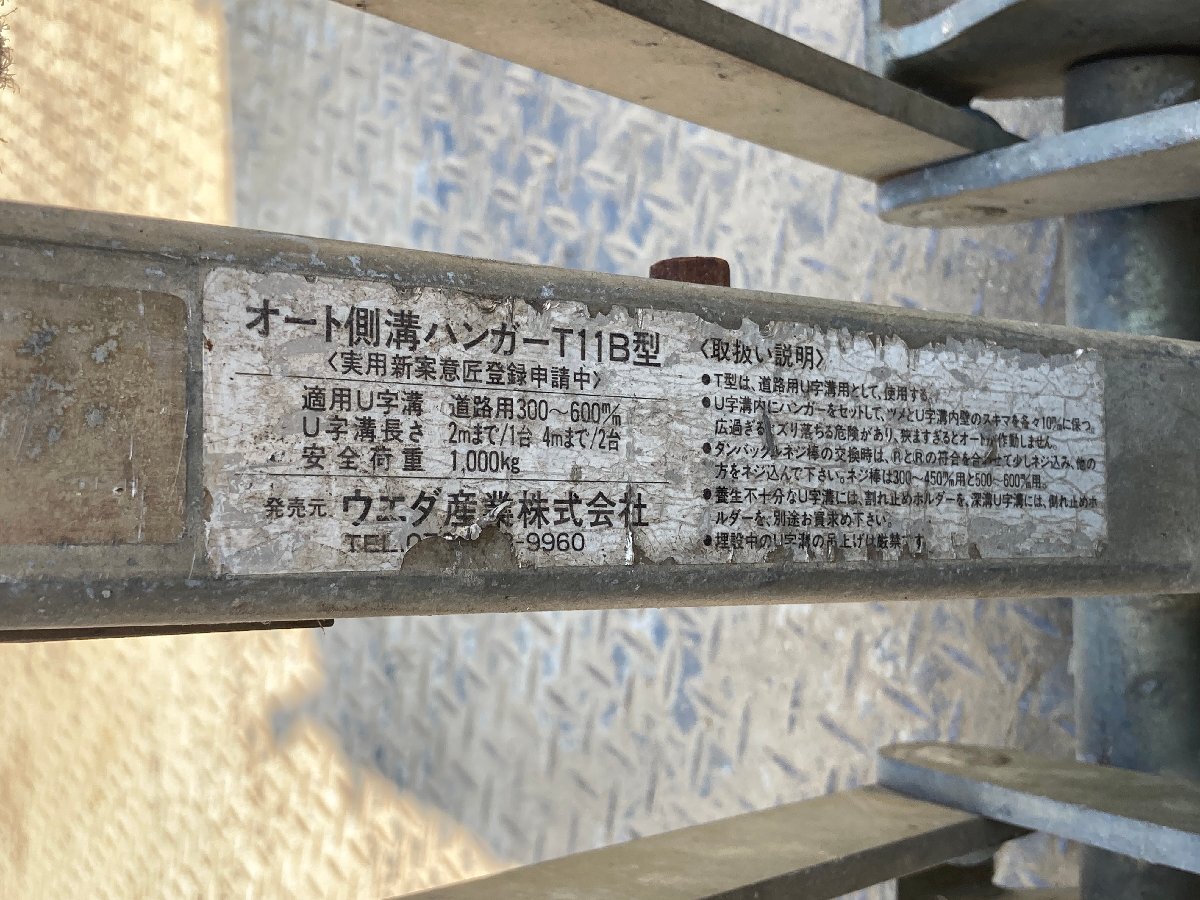 オート側溝ハンガーT11B型
〈実用新案意匠登録申請中〉
適用U字溝 道路用300～600m/m
U字溝長さ 2mまで/1台 4mまで/2台
安全荷重 1,000kg
発売元 ウエダ産業株式会社
TEL.07 -9960
〈取扱い説明〉
●T型は、道路用U字溝用として、使用する。
●U字溝内にハンガーをセットして、ツメとU字溝内壁のスキマを各々10m/mに保つ。
広過ぎるとズリ落ちる危険があり、狭ますぎるとオートが作動しません。
●タンバックルネジ棒の交換時は、RとRの符合を合わせて少しネジ込み、他の
方をネジ込んで下さい。ネジ棒は300～450m/m用と500～600m/m用。
●養生不十分なU字溝には、割れ止めホルダーを、深溝U字溝には、倒れ止めホ
ルダーを、別途お買求め下さい。
●埋設中のU字溝の吊上げは厳禁です。